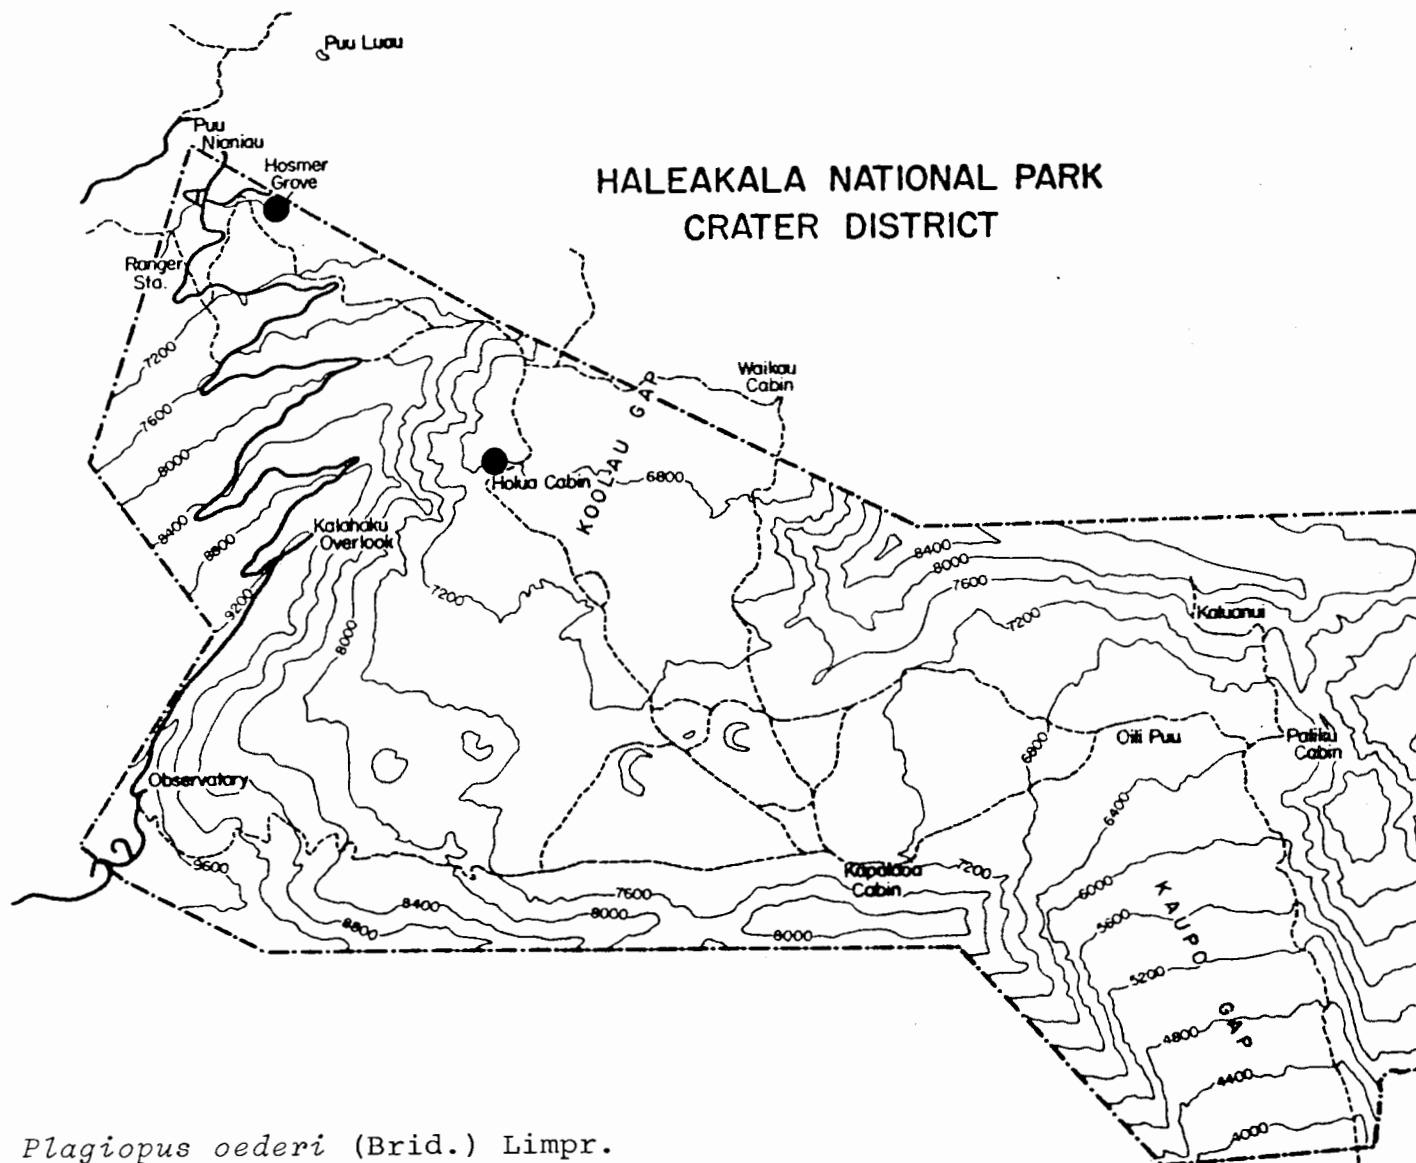 Puu Luau
Puu
Nianiau
Hosmer
Grove
HALEAKALA NATIONAL PARK
CRATER DISTRICT
Ranger
Sta.
7200
7600
8000
8400
8800
9200
Waikau
Cabin
KOOLAU GAP
Holua Cabin
6800
Kalahaku
Overlook
7200
8000
8400
8000
7600
7200
Kaluanui
6800
Oili Puu
Paliku
Cabin
Observatary
6400
9600
Kapalaoa
Cabin
7200
7600
8400
8000
8800
8000
6000
5600
KAUPO GAP
5200
4800
4400
4000
Plagiopus oederi (Brid.) Limpr.